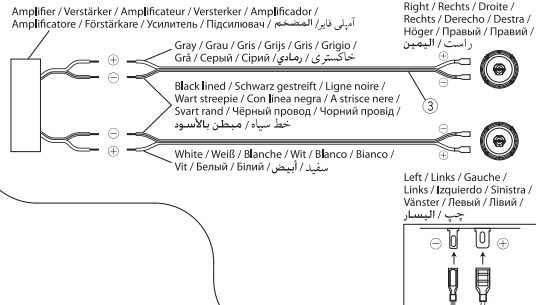 Amplifier / Verstärker / Amplificateur / Versterker / Amplificador /
Amplificatore / Förstärkare / Усилитель / Підсилювач / آمپلی فایر/ المضخم
Right / Rechts / Droite /
Rechts / Derecho / Destra /
Höger / Правый / Правий /
راست / اليمين
Gray / Grau / Gris / Grijs / Gris / Grigio /
Grå / Серый / Сірий / خاکستری / رمادي
Black lined / Schwarz gestreift / Ligne noire /
Wart streepie / Con línea negra / A strisce nere /
Svart rand / Чёрный провод / Чорний провід /
خط سیاه / مبطن بالأسود
White / Weiß / Blanche / Wit / Blanco / Bianco /
Vit / Белый / Білий / سفید / أبيض
⊕
⊖
⊖
⊕
⊕
⊖
⊖
⊕
3
Left / Links / Gauche /
Links / Izquierdo / Sinistra /
Vänster / Левый / Лівий /
چپ / اليسار
⊖ ⊕